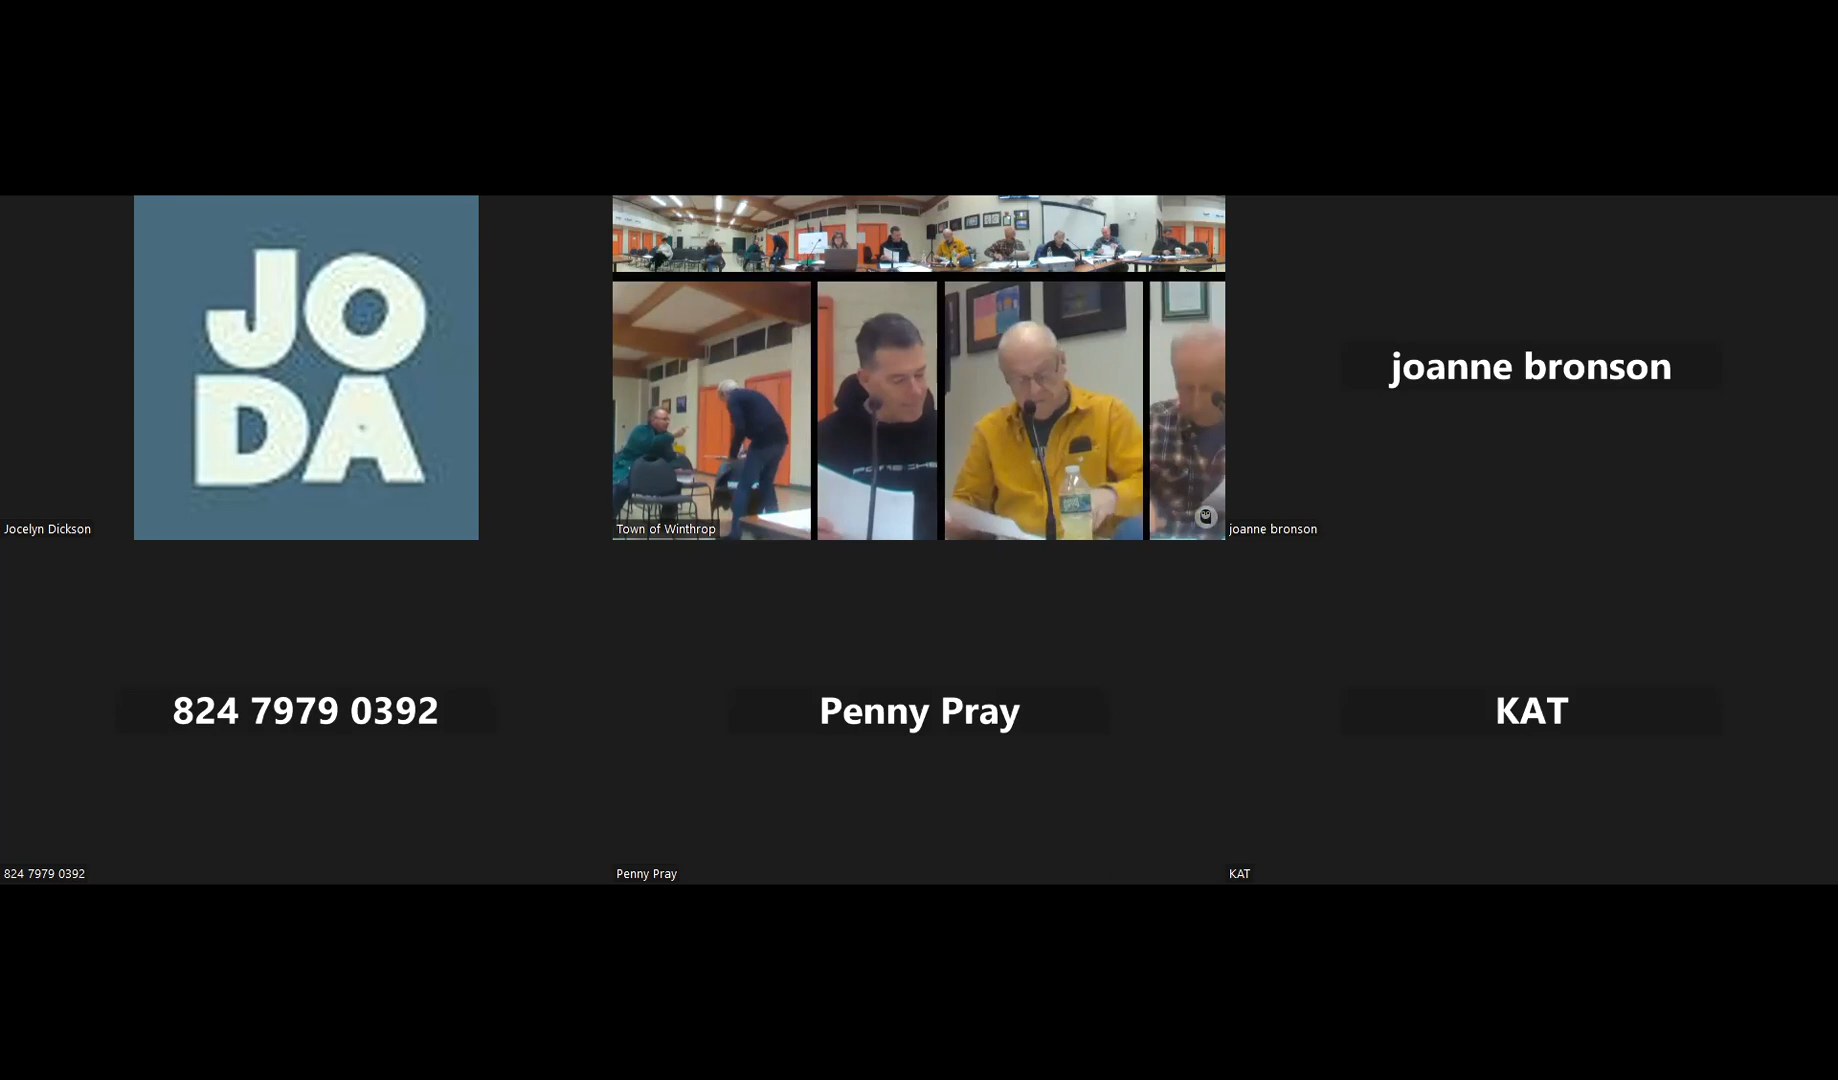 JO
DA
Jocelyn Dickson
PORSCHE
Town of Winthrop
joanne bronson
joanne bronson
824 7979 0392
824 7979 0392
Penny Pray
Penny Pray
KAT
KAT